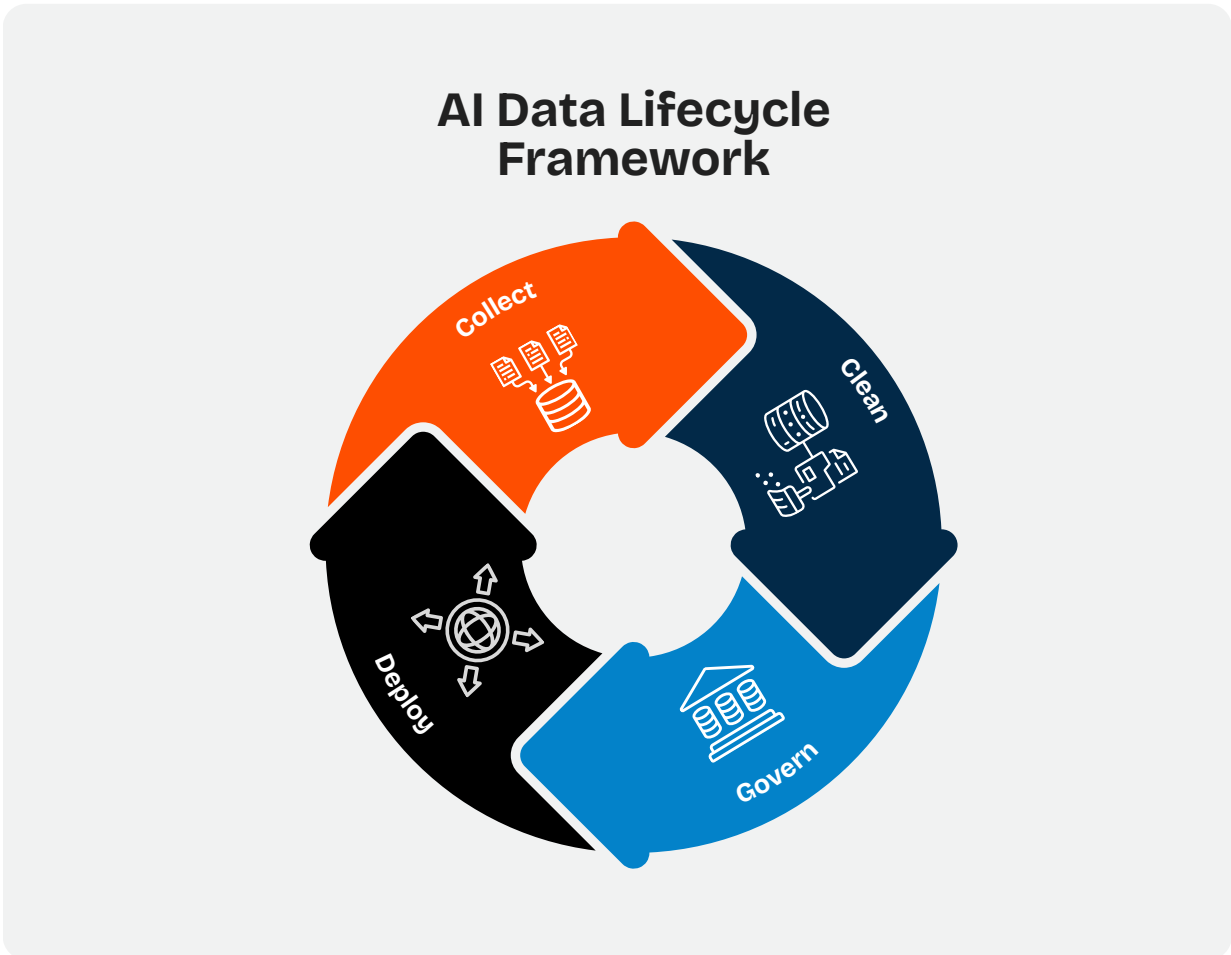 AI Data Lifecycle
Framework
Collect
Clean
Govern
Deploy